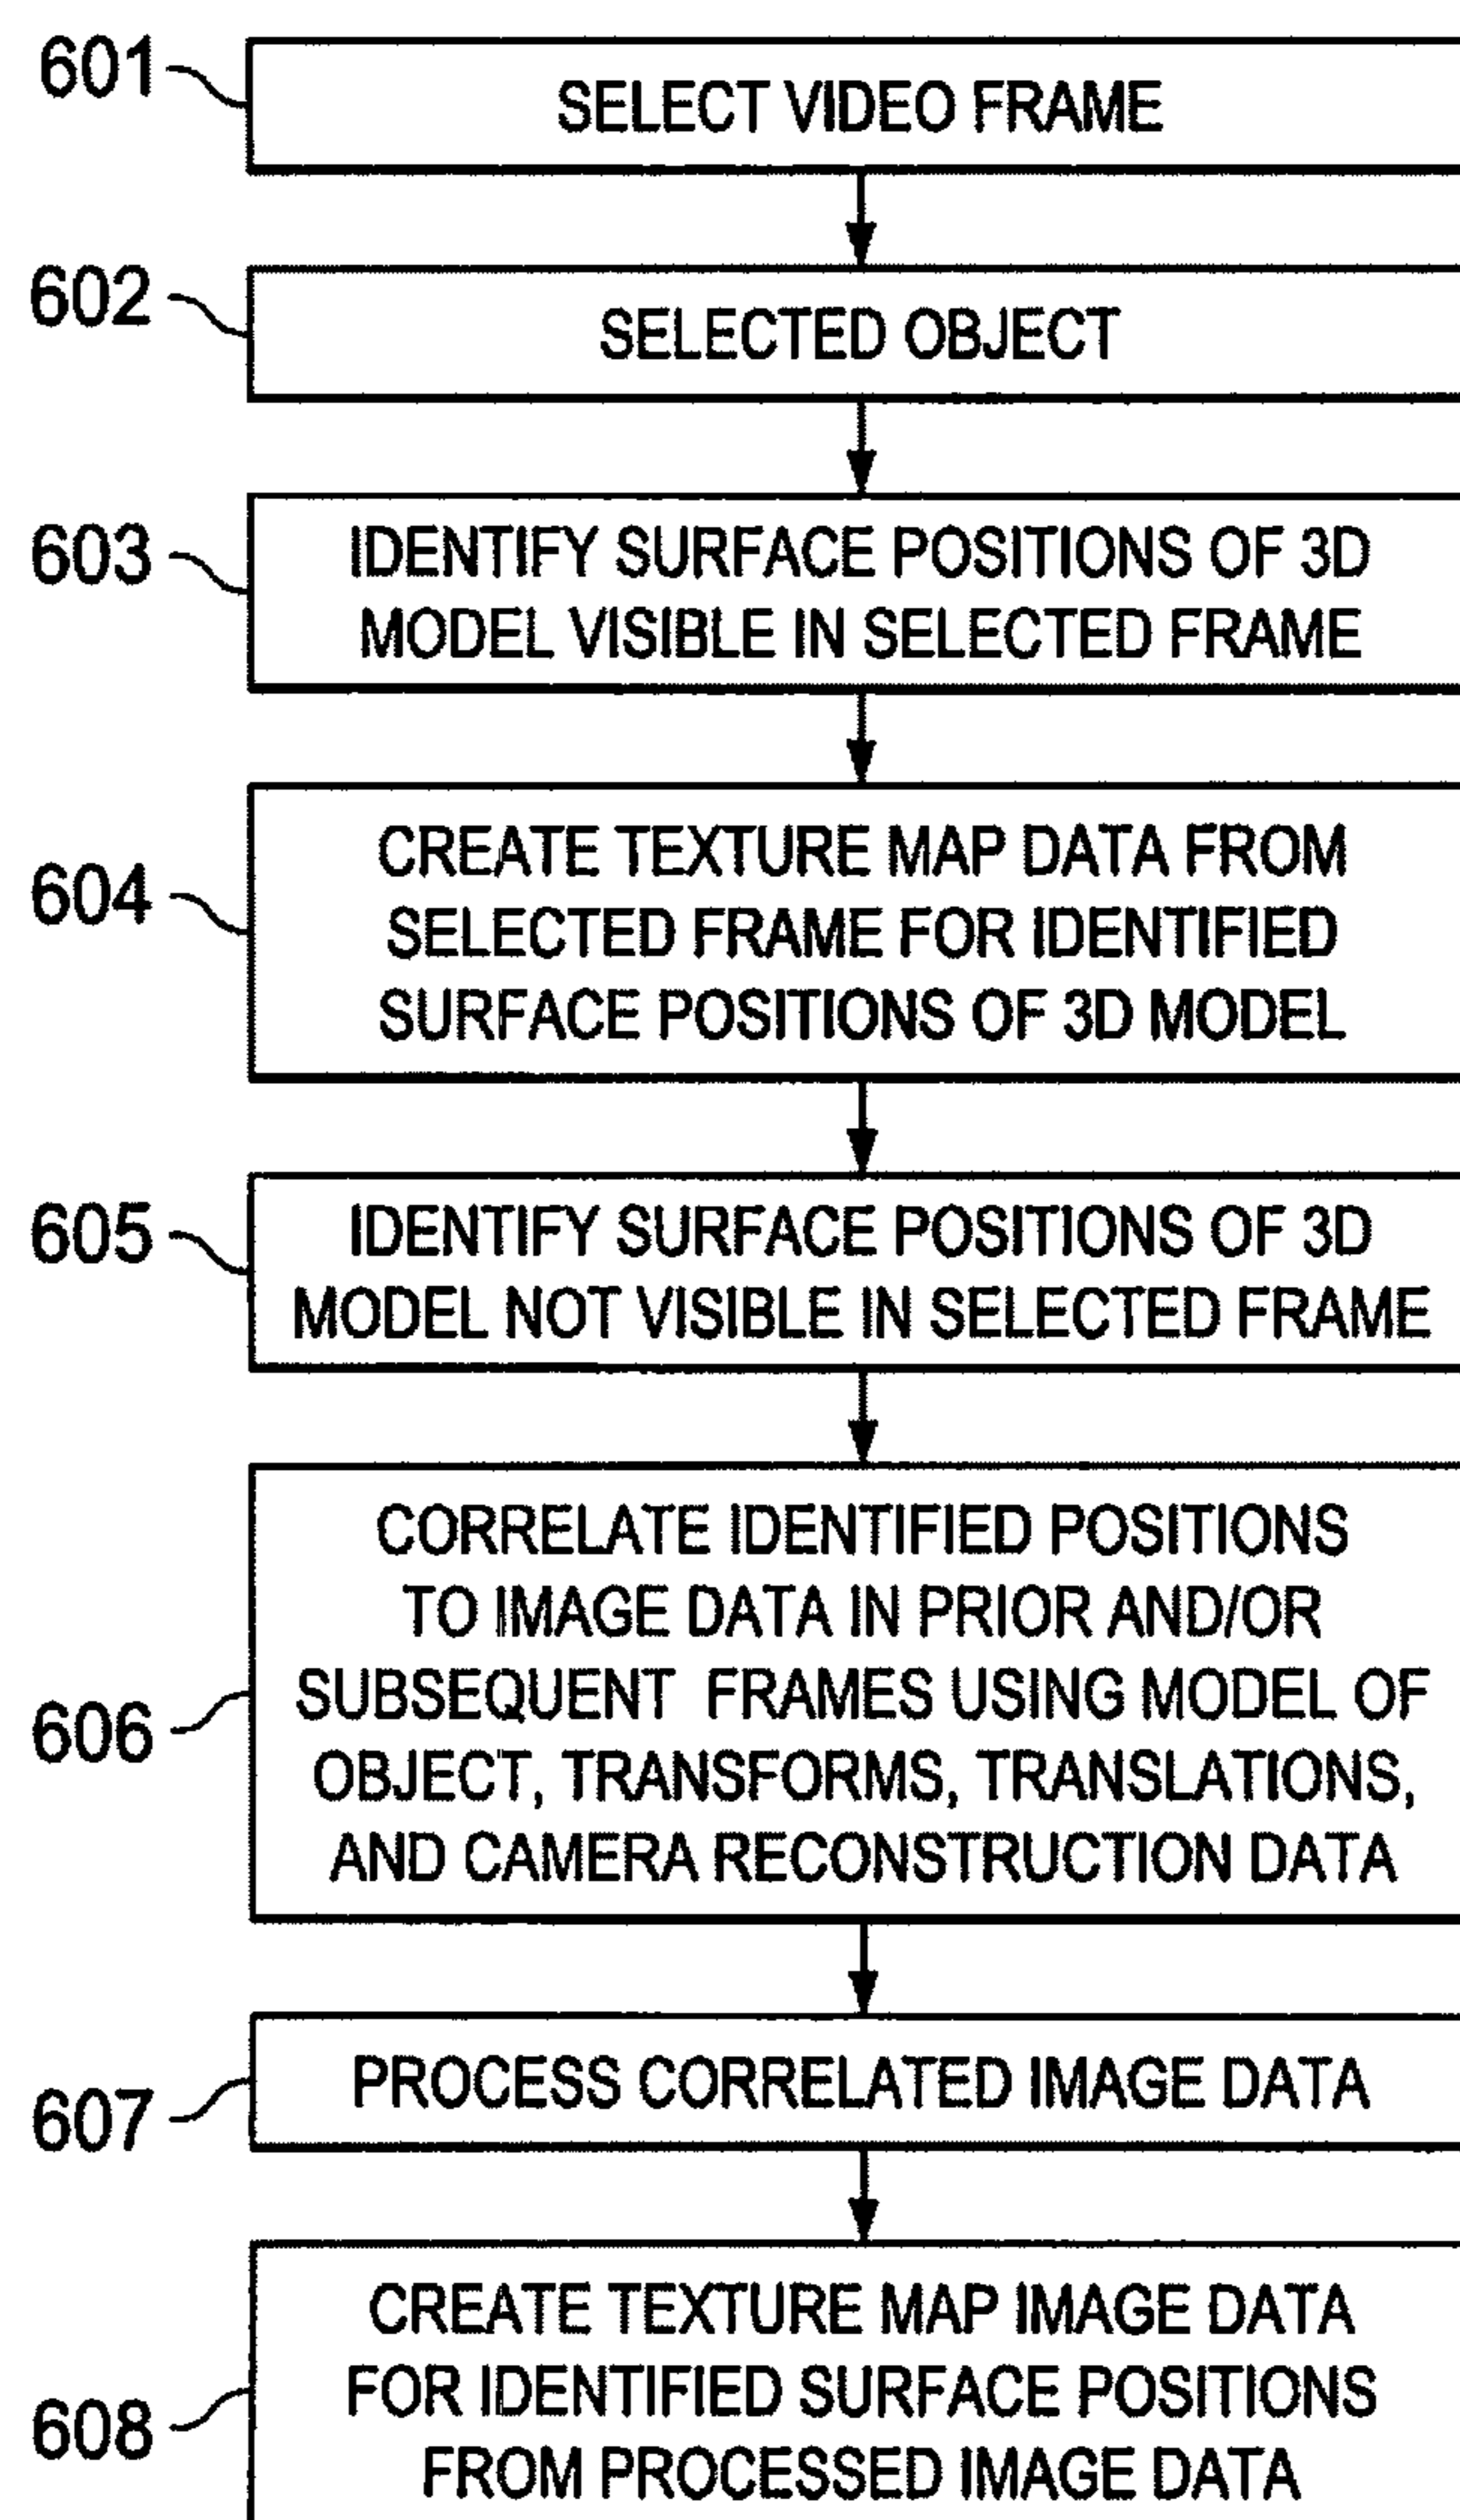 601
SELECT VIDEO FRAME
602
SELECTED OBJECT
603
IDENTIFY SURFACE POSITIONS OF 3D
MODEL VISIBLE IN SELECTED FRAME
604
CREATE TEXTURE MAP DATA FROM
SELECTED FRAME FOR IDENTIFIED
SURFACE POSITIONS OF 3D MODEL
605
IDENTIFY SURFACE POSITIONS OF 3D
MODEL NOT VISIBLE IN SELECTED FRAME
606
CORRELATE IDENTIFIED POSITIONS
TO IMAGE DATA IN PRIOR AND/OR
SUBSEQUENT FRAMES USING MODEL OF
OBJECT, TRANSFORMS, TRANSLATIONS,
AND CAMERA RECONSTRUCTION DATA
607
PROCESS CORRELATED IMAGE DATA
608
CREATE TEXTURE MAP IMAGE DATA
FOR IDENTIFIED SURFACE POSITIONS
FROM PROCESSED IMAGE DATA